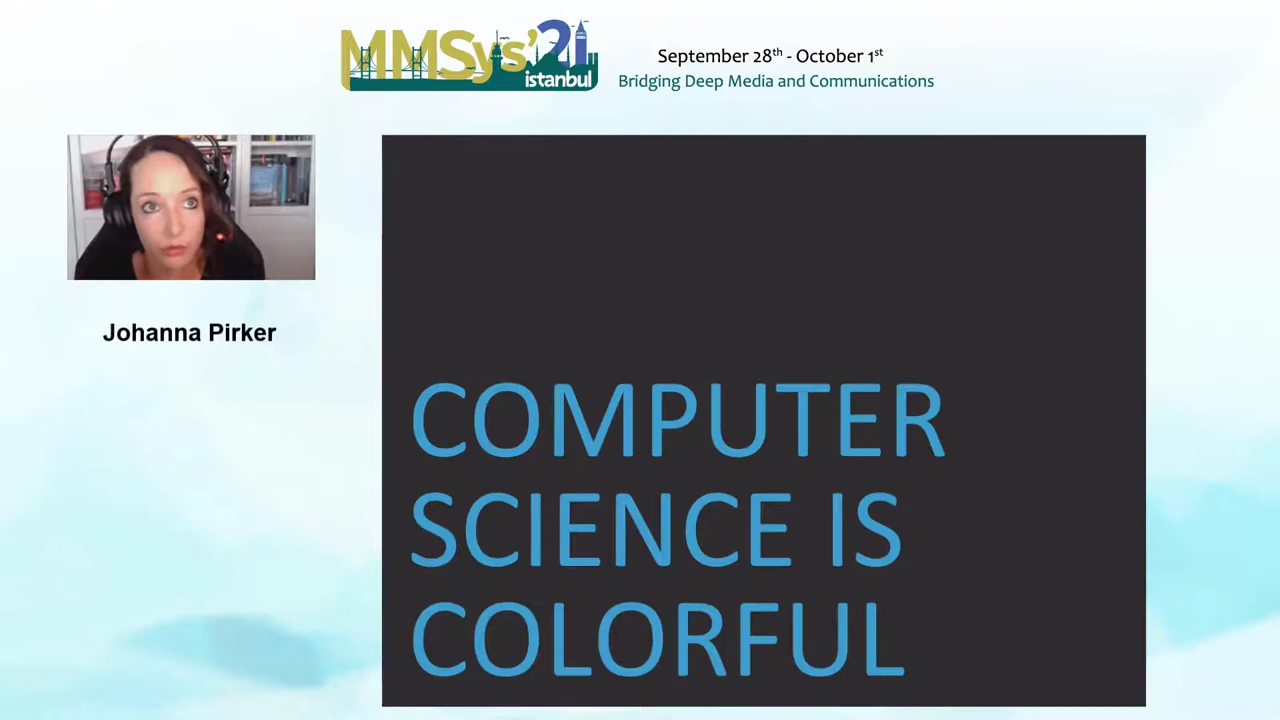 MMSys'21
istanbul
September 28th - October 1st
Bridging Deep Media and Communications
Johanna Pirker
COMPUTER
SCIENCE IS
COLORFUL